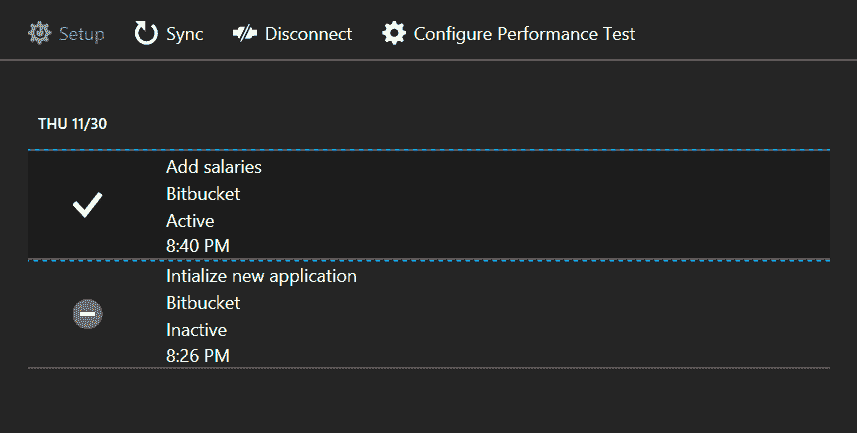 Setup Sync Disconnect Configure Performance Test
THU 11/30
Add salaries
Bitbucket
Active
8:40 PM
Intialize new application
Bitbucket
Inactive
8:26 PM